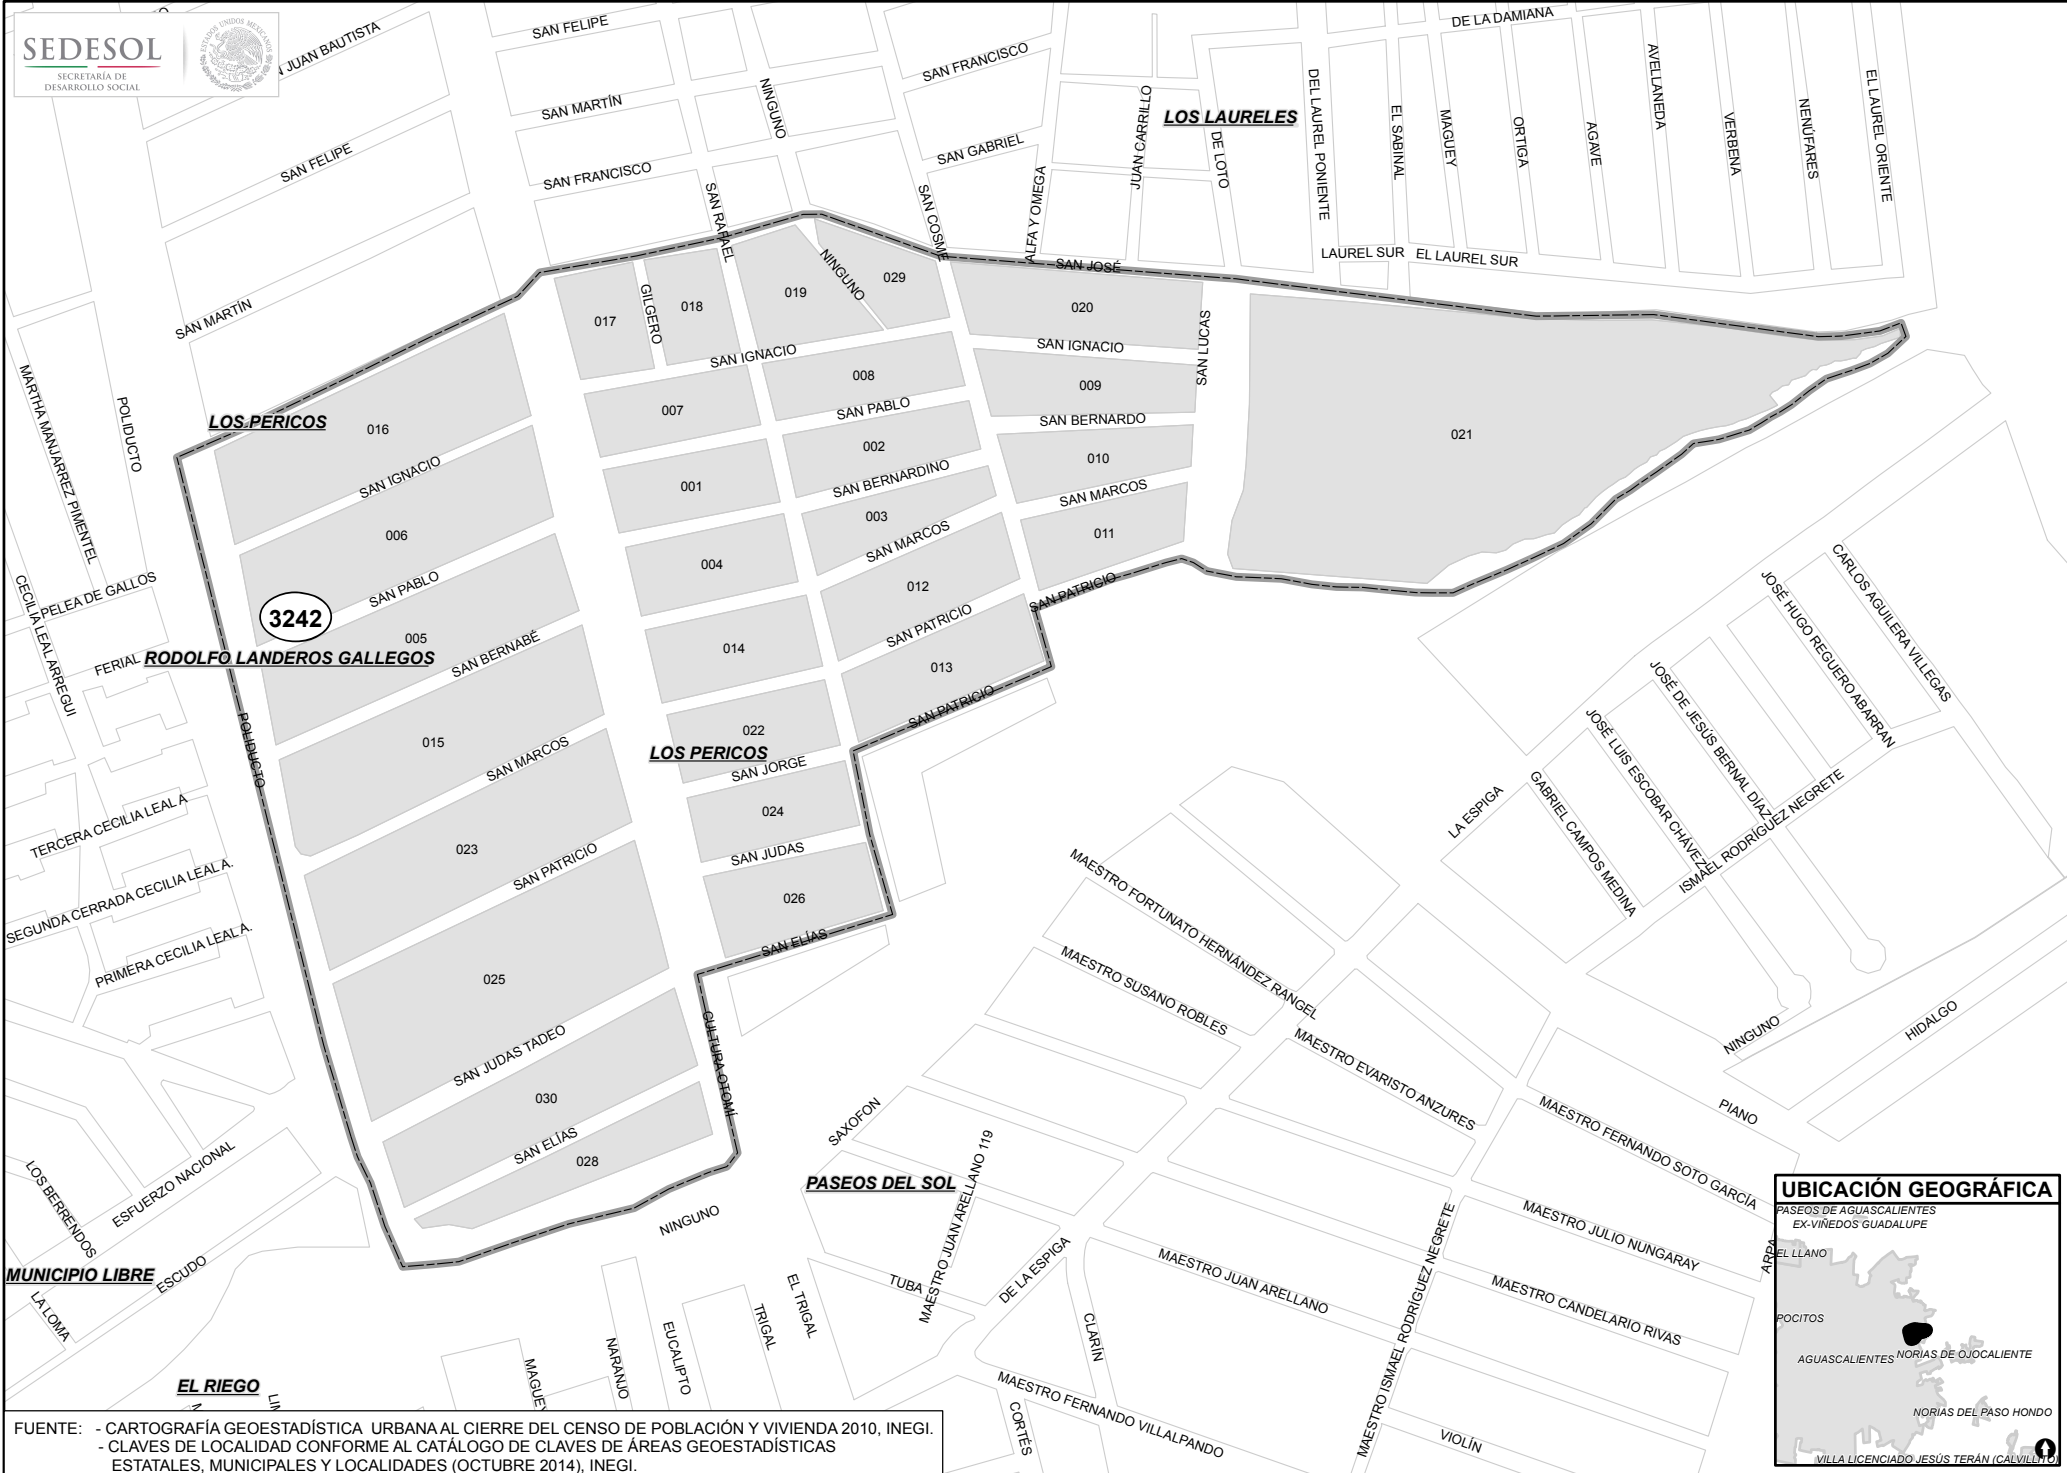 SEDESOL
SECRETARÍA DE
DESARROLLO SOCIAL
ESTADOS UNIDOS MEXICANOS
N JUAN BAUTISTA
SAN FELIPE
SAN FRANCISCO
DE LA DAMIANA
SAN MARTÍN
NINGUNO
LOS LAURELES
JUAN CARRILLO
DE LOTO
DEL LAUREL PONIENTE
EL SABINAL
MAGUEY
ORTIGA
AGAVE
AVELLANEDA
VERBENA
NENÚFARES
EL LAUREL ORIENTE
SAN FELIPE
SAN FRANCISCO
SAN GABRIEL
SAN RAFAEL
SAN COSME
ALFA Y OMEGA
SAN JOSÉ
LAUREL SUR
EL LAUREL SUR
SAN MARTÍN
GILGERO
NINGUNO
017
018
019
029
020
SAN LUCAS
SAN IGNACIO
SAN IGNACIO
MARTHA MANJARREZ PIMENTEL
POLIDUCTO
LOS PERICOS
016
007
008
009
SAN PABLO
SAN BERNARDO
021
SAN IGNACIO
001
002
010
SAN BERNARDINO
SAN MARCOS
006
003
011
SAN MARCOS
004
012
SAN PABLO
SAN PATRICIO
CECILIA LEAL ARREGUI
PELEA DE GALLOS
3242
005
SAN BERNABÉ
014
SAN PATRICIO
FERIAL
RODOLFO LANDEROS GALLEGOS
013
SAN PATRICIO
POLIDUCTO
015
022
LOS PERICOS
SAN MARCOS
SAN JORGE
TERCERA CECILIA LEAL A
024
023
SAN JUDAS
SAN PATRICIO
SEGUNDA CERRADA CECILIA LEAL A.
026
SAN ELÍAS
PRIMERA CECILIA LEAL A.
025
SAN JUDAS TADEO
CULTURA OTOMÍ
030
SAN ELÍAS
028
NINGUNO
CARLOS AGUILERA VILLEGAS
JOSÉ HUGO REGUERO ABARRAN
JOSÉ DE JESÚS BERNAL DÍAZ
JOSÉ LUIS ESCOBAR CHÁVEZ
GABRIEL CAMPOS MEDINA
ISMAEL RODRÍGUEZ NEGRETE
LA ESPIGA
MAESTRO FORTUNATO HERNÁNDEZ RANGEL
MAESTRO SUSANO ROBLES
MAESTRO EVARISTO ANZURES
NINGUNO
HIDALGO
PIANO
MAESTRO FERNANDO SOTO GARCÍA
SAXOFON
MAESTRO JUAN ARELLANO 119
PASEOS DEL SOL
MAESTRO JULIO NUNGARAY
ARPA
LOS BERRENDOS
ESFUERZO NACIONAL
MUNICIPIO LIBRE
ESCUDO
LA LOMA
TUBA
DE LA ESPIGA
MAESTRO JUAN ARELLANO
MAESTRO ISMAEL RODRÍGUEZ NEGRETE
MAESTRO CANDELARIO RIVAS
EL TRIGAL
TRIGAL
EUCALIPTO
NARANJO
MAGUEY
CLARÍN
EL RIEGO
LIM
MAESTRO FERNANDO VILLALPANDO
CORTÉS
VIOLÍN
UBICACIÓN GEOGRÁFICA
PASEOS DE AGUASCALIENTES
EX-VIÑEDOS GUADALUPE
EL LLANO
POCITOS
AGUASCALIENTES
NORIAS DE OJOCALIENTE
NORIAS DEL PASO HONDO
VILLA LICENCIADO JESÚS TERÁN (CALVILLITO)
FUENTE: - CARTOGRAFÍA GEOESTADÍSTICA URBANA AL CIERRE DEL CENSO DE POBLACIÓN Y VIVIENDA 2010, INEGI.
- CLAVES DE LOCALIDAD CONFORME AL CATÁLOGO DE CLAVES DE ÁREAS GEOESTADÍSTICAS
ESTATALES, MUNICIPALES Y LOCALIDADES (OCTUBRE 2014), INEGI.